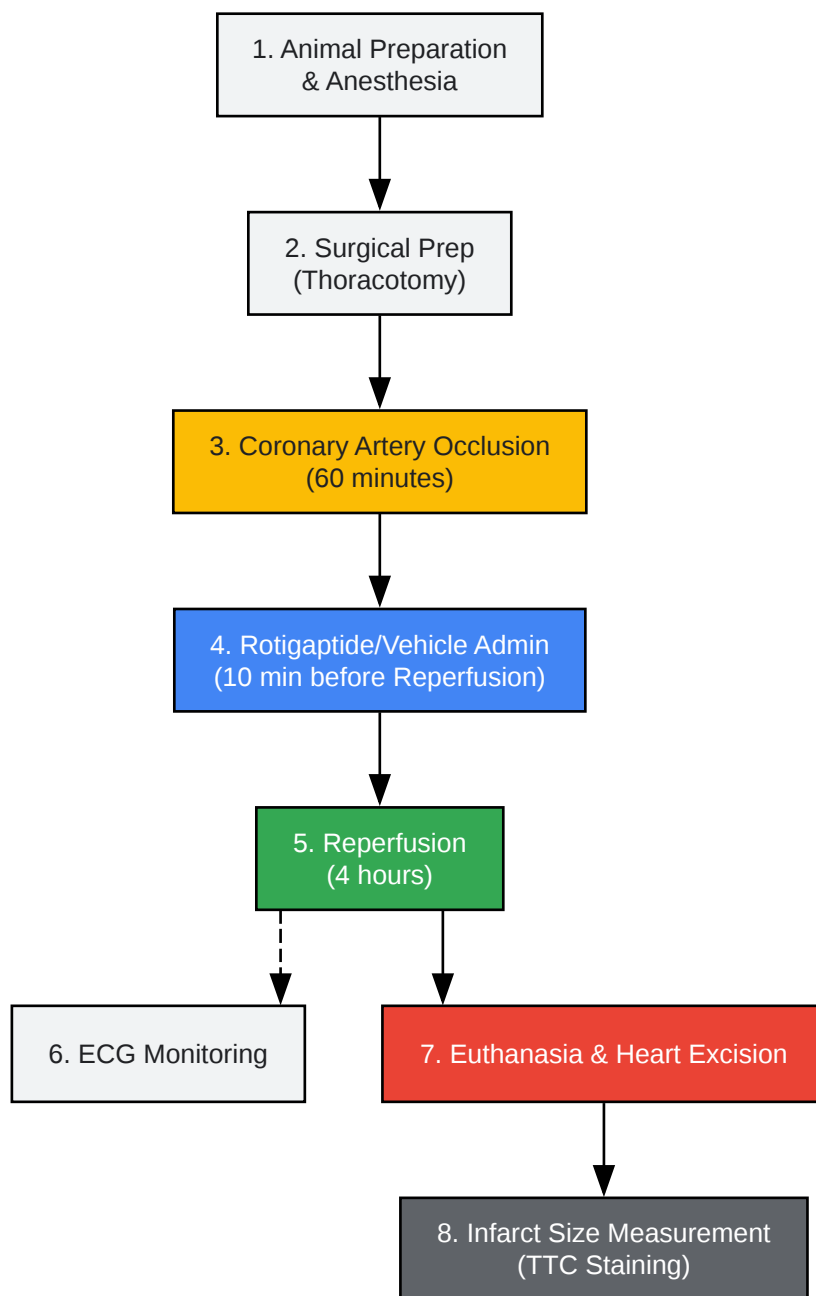 1. Animal Preparation
& Anesthesia
2. Surgical Prep
(Thoracotomy)
3. Coronary Artery Occlusion
(60 minutes)
4. Rotigaptide/Vehicle Admin
(10 min before Reperfusion)
5. Reperfusion
(4 hours)
6. ECG Monitoring
7. Euthanasia & Heart Excision
8. Infarct Size Measurement
(TTC Staining)